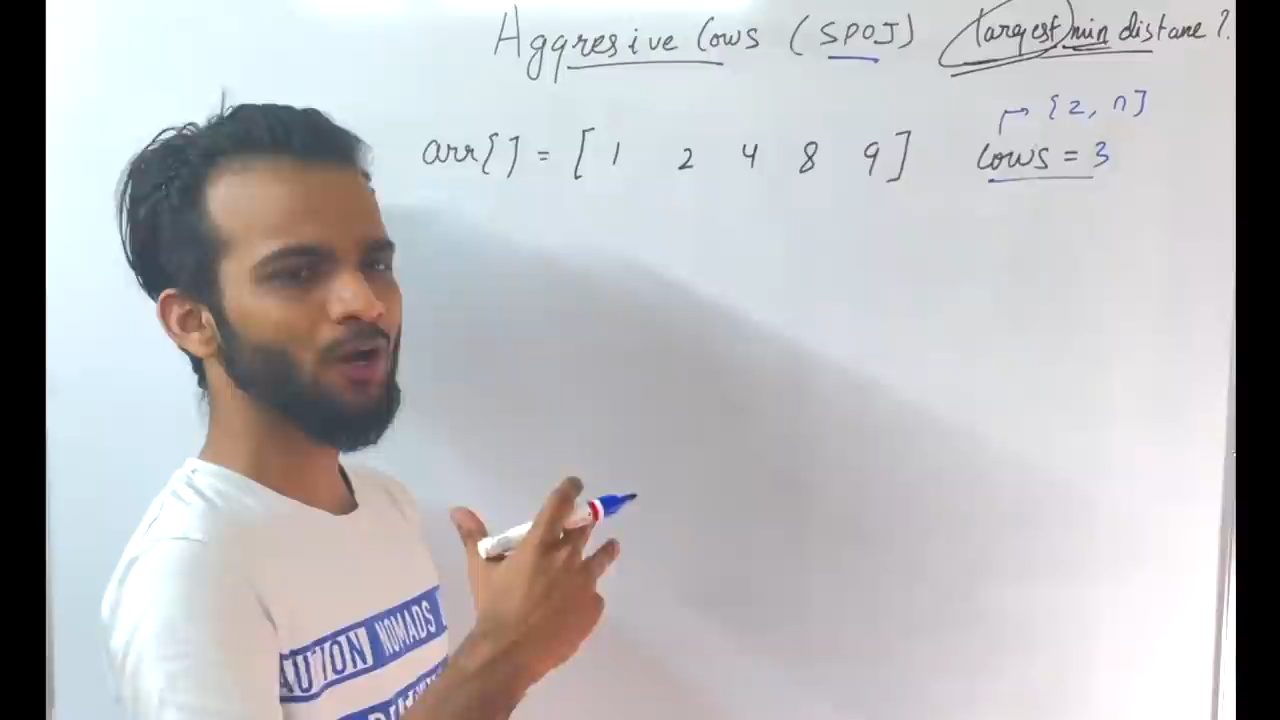 Aggresive Cows (SPOJ) largest min distane ?
→ [2, n]
arr[] = [ 1 2 4 8 9 ] Cows = 3
AUTION NOMADS